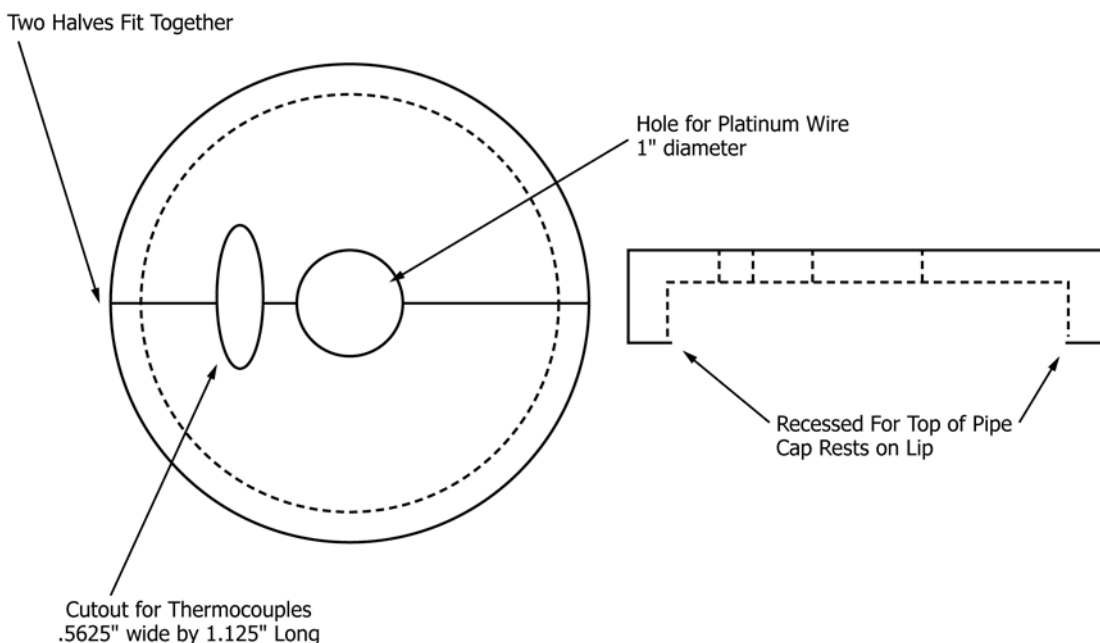 Two Halves Fit Together
Hole for Platinum Wire
1" diameter
Recessed For Top of Pipe
Cap Rests on Lip
Cutout for Thermocouples
.5625" wide by 1.125" Long